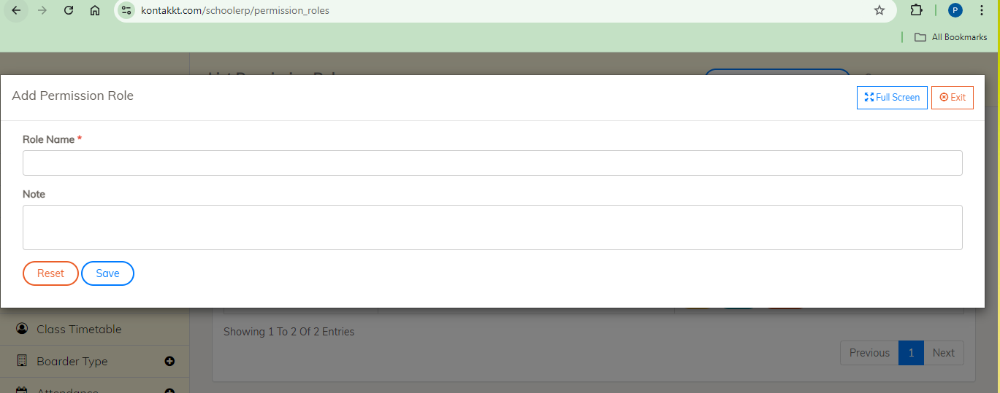 kontakkt.com/schoolerp/permission_roles
P
All Bookmarks
Add Permission Role
Full Screen
Exit
Role Name *
Note
Reset
Save
Class Timetable
Showing 1 To 2 Of 2 Entries
Previous
1
Next
Boarder Type
Attendance